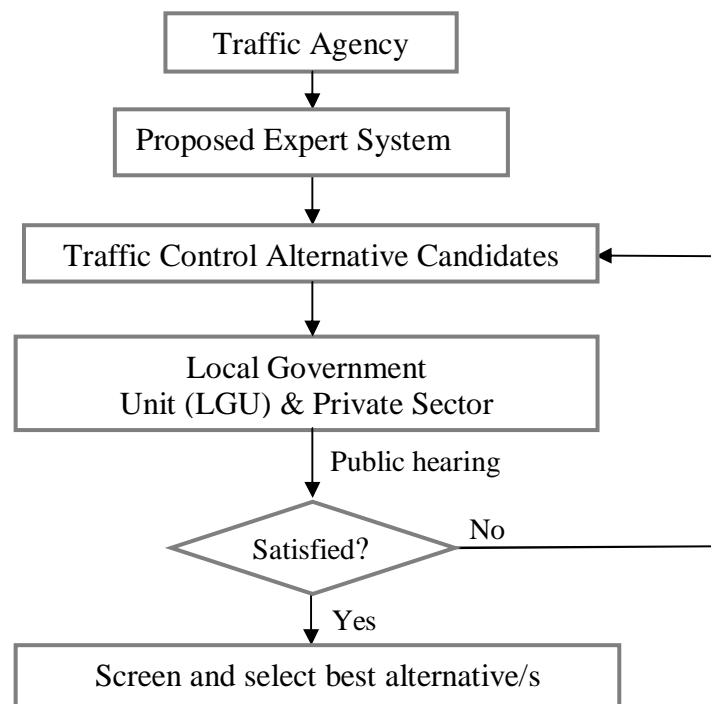 Traffic Agency
Proposed Expert System
Traffic Control Alternative Candidates
Local Government
Unit (LGU) & Private Sector
Public hearing
Satisfied?
No
Yes
Screen and select best alternative/s